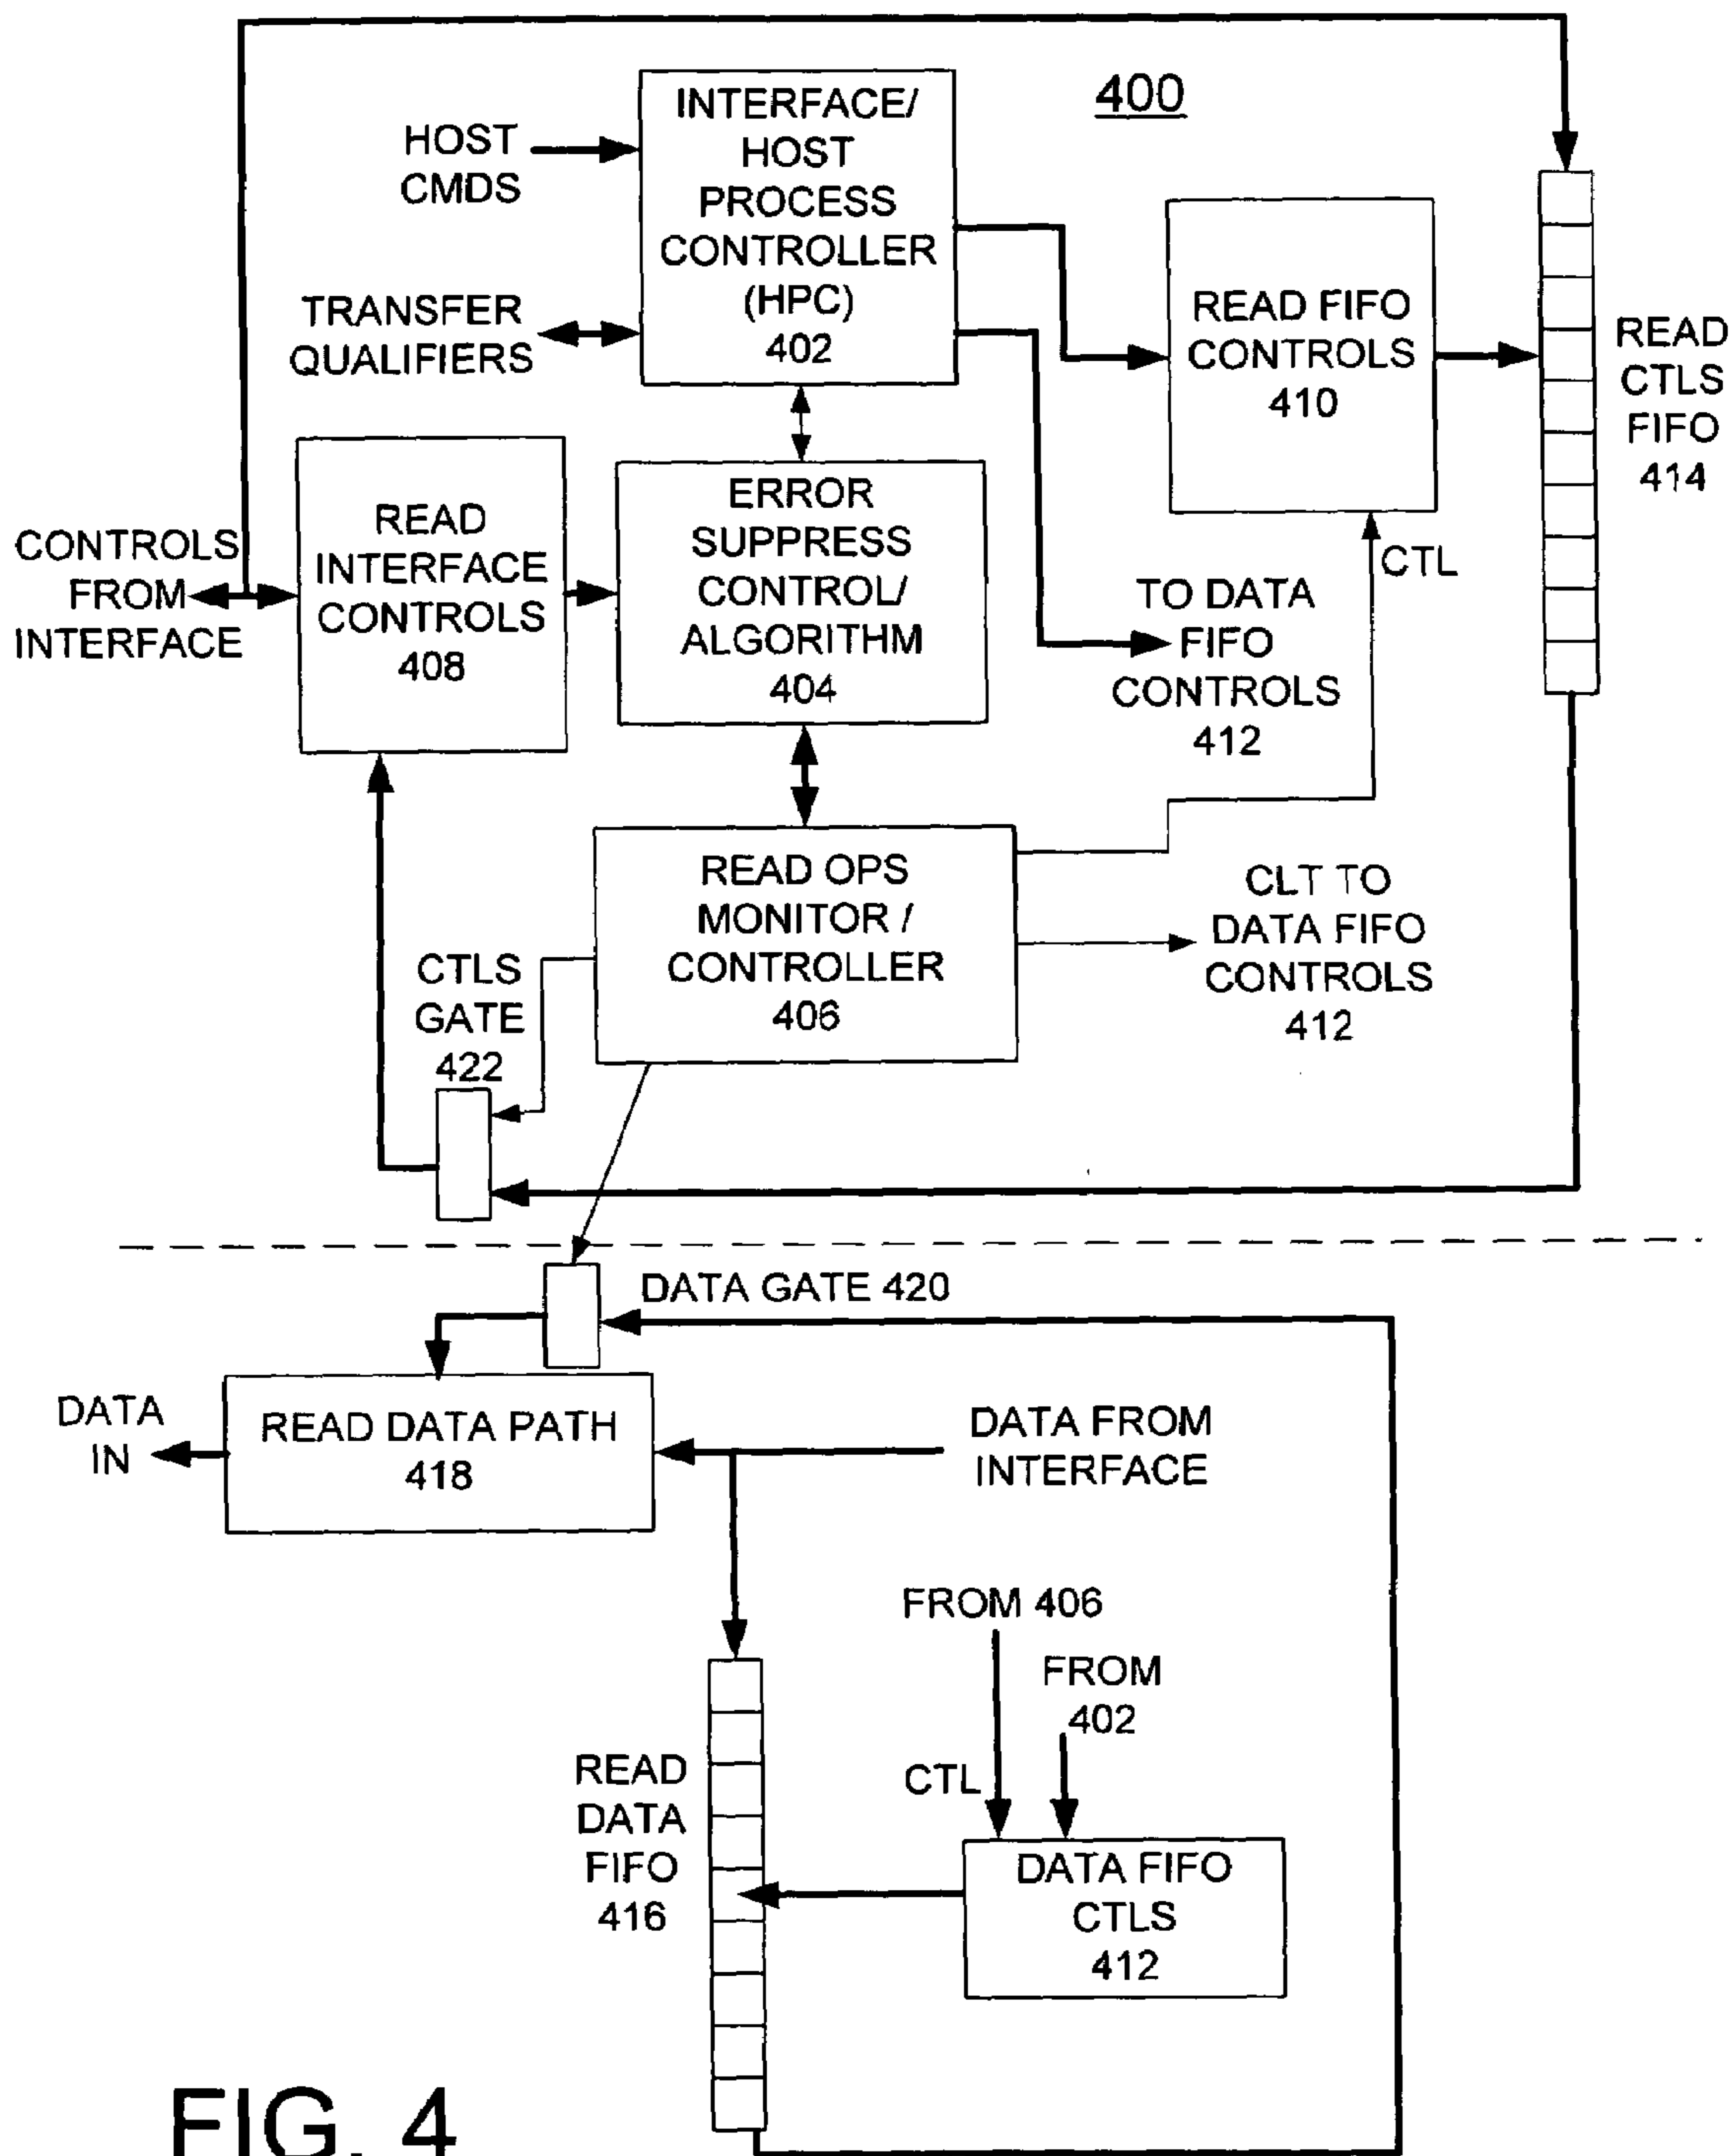 400
INTERFACE/
HOST
PROCESS
CONTROLLER
(HPC)
402
HOST
CMDS
TRANSFER
QUALIFIERS
READ FIFO
CONTROLS
410
READ
CTLS
FIFO
414
CONTROLS
FROM
INTERFACE
READ
INTERFACE
CONTROLS
408
ERROR
SUPPRESS
CONTROL/
ALGORITHM
404
CTL
TO DATA
FIFO
CONTROLS
412
READ OPS
MONITOR /
CONTROLLER
406
CLT TO
DATA FIFO
CONTROLS
412
CTLS
GATE
422
DATA GATE 420
DATA
IN
READ DATA PATH
418
DATA FROM
INTERFACE
FROM 406
FROM
402
CTL
READ
DATA
FIFO
416
DATA FIFO
CTLS
412
FIG. 4